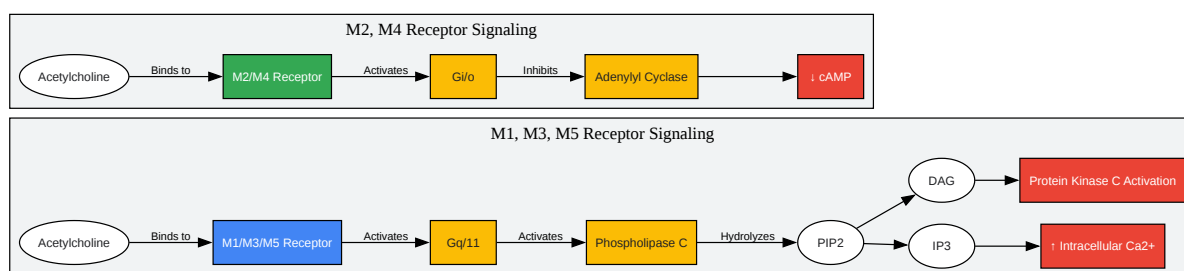 M2, M4 Receptor Signaling
Acetylcholine
Binds to
M2/M4 Receptor
Activates
Gi/o
Inhibits
Adenylyl Cyclase
↓ cAMP
M1, M3, M5 Receptor Signaling
Acetylcholine
Binds to
M1/M3/M5 Receptor
Activates
Gq/11
Activates
Phospholipase C
Hydrolyzes
PIP2
DAG
Protein Kinase C Activation
IP3
↑ Intracellular Ca2+